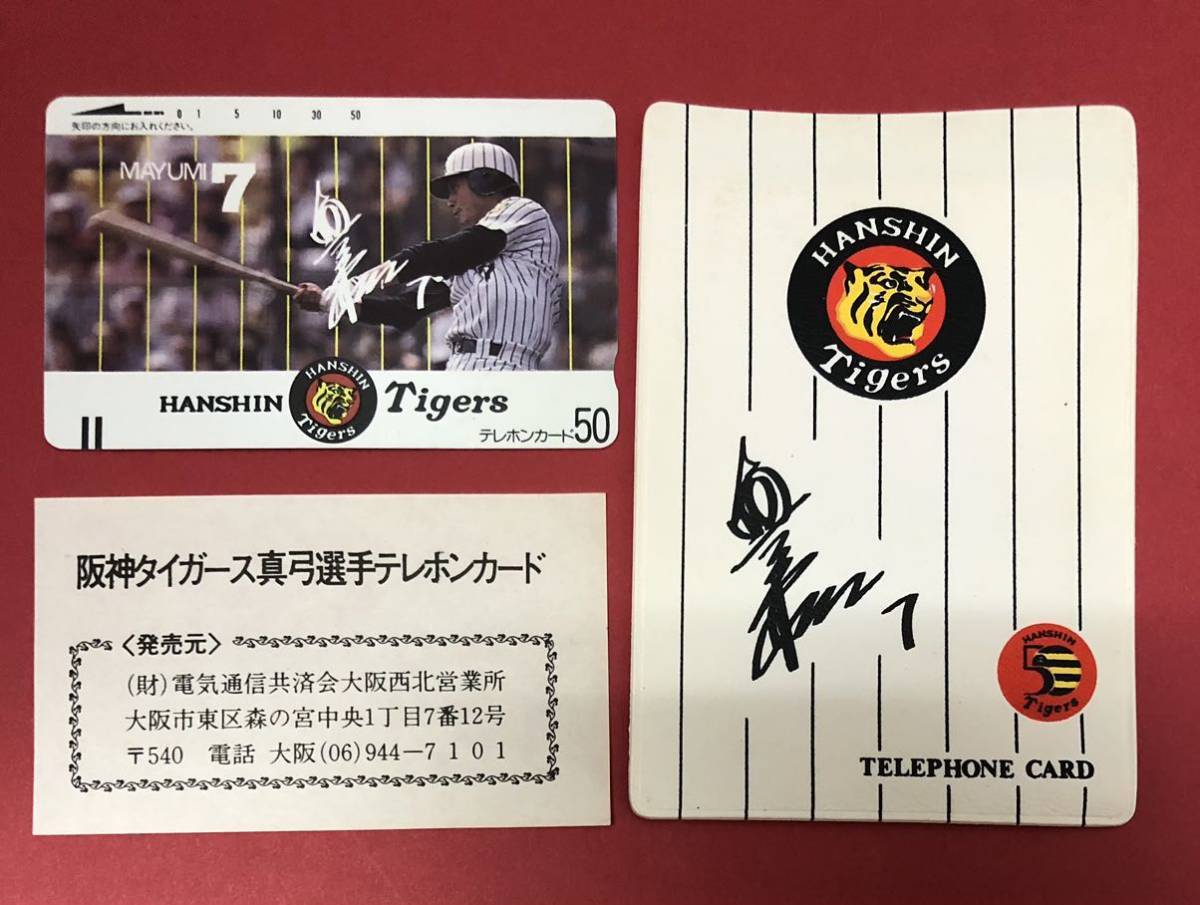 0 1 5 10 30 50
矢印の方向にお入れください。
MAYUMI 7
7
HANSHIN
Tigers
HANSHIN Tigers
テレホンカード50
阪神タイガース真弓選手テレホンカード
〈発売元〉
(財)電気通信共済会大阪西北営業所
大阪市東区森の宮中央1丁目7番12号
〒540 電話 大阪(06)944-7101
HANSHIN
Tigers
7
HANSHIN
50
Tigers
TELEPHONE CARD